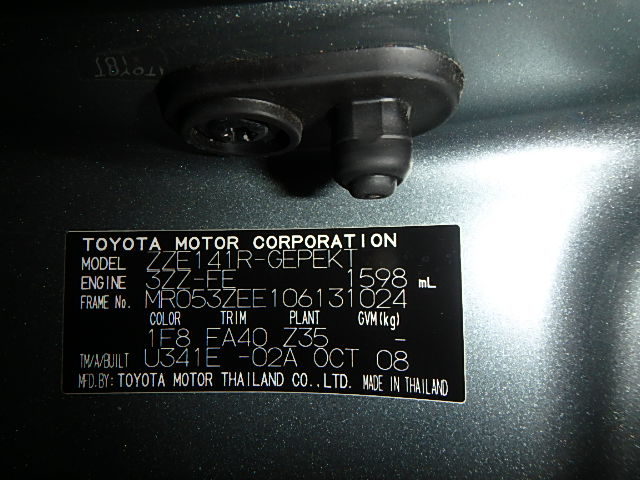 TOYOTA MOTOR CORPORATION
MODEL ZZE141R-GEPEKT
ENGINE 3ZZ-FE 1598 mL
FRAME No. MR053ZEE106131024
COLOR TRIM PLANT GVM(kg)
1F8 EA40 Z35 -
TM/A/BUILT U341E -02A OCT 08
MFD.BY: TOYOTA MOTOR THAILAND CO.,LTD. MADE IN THAILAND